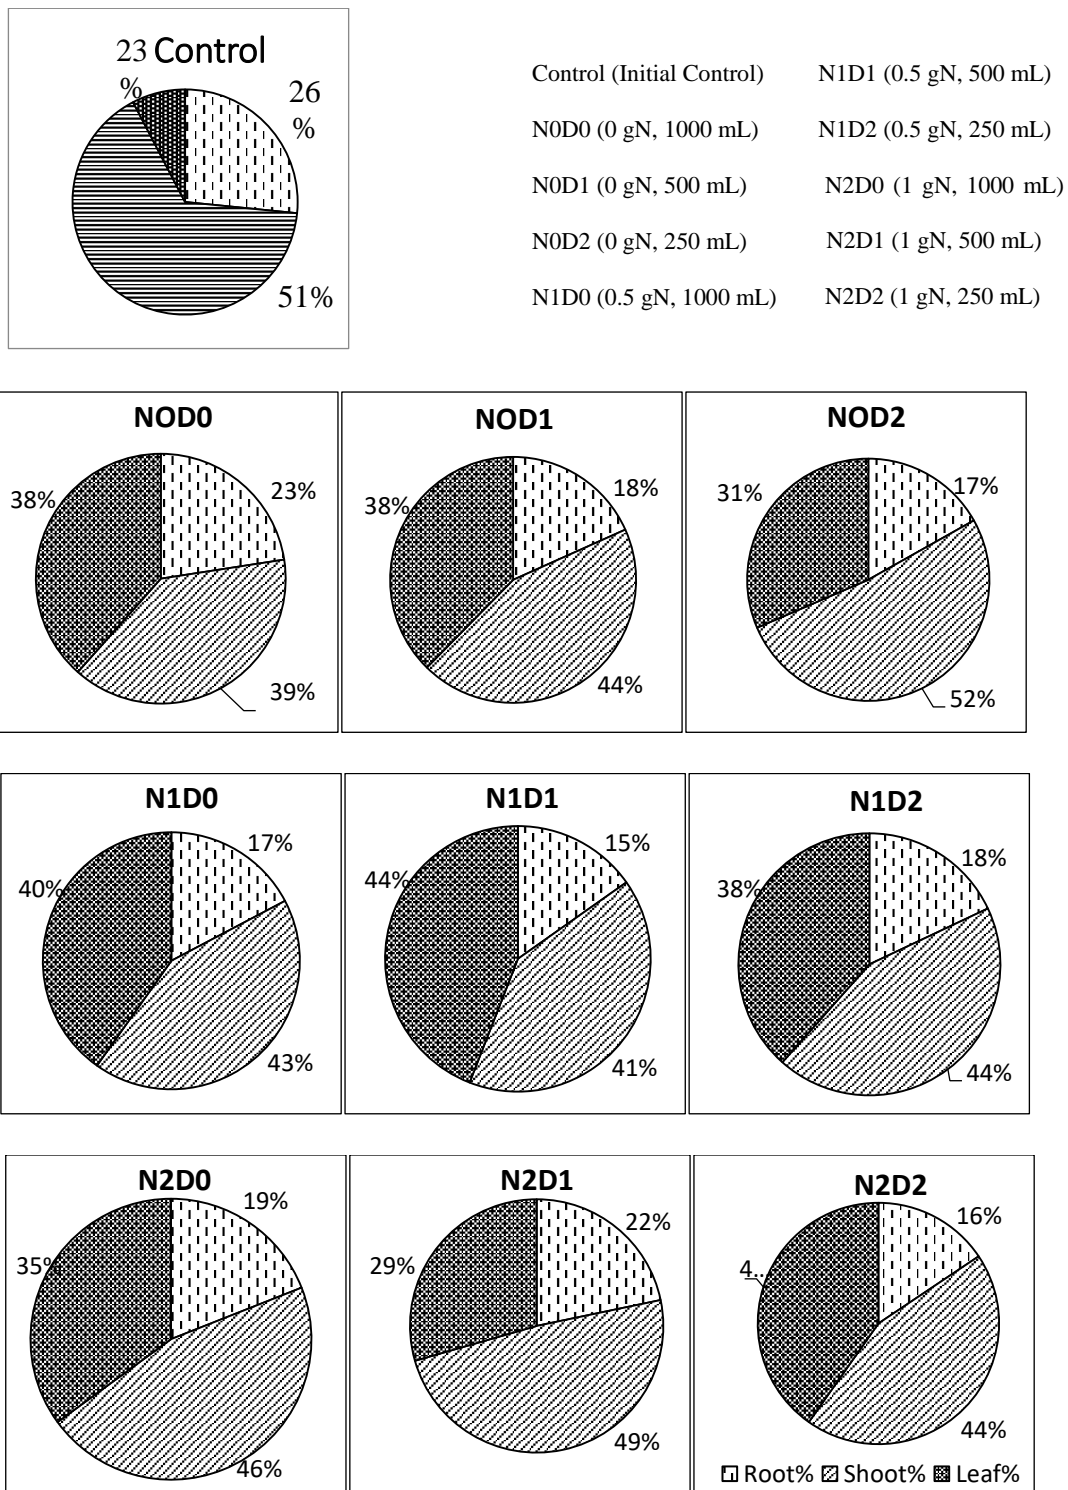 Control
23
%
26
%
51%
Control (Initial Control) N1D1 (0.5 gN, 500 mL)
N0D0 (0 gN, 1000 mL) N1D2 (0.5 gN, 250 mL)
N0D1 (0 gN, 500 mL) N2D0 (1 gN, 1000 mL)
N0D2 (0 gN, 250 mL) N2D1 (1 gN, 500 mL)
N1D0 (0.5 gN, 1000 mL) N2D2 (1 gN, 250 mL)
NOD0
38%
23%
39%
NOD1
38%
18%
44%
NOD2
31%
17%
52%
N1D0
40%
17%
43%
N1D1
44%
15%
41%
N1D2
38%
18%
44%
N2D0
35%
19%
46%
N2D1
29%
22%
49%
N2D2
4..
16%
44%
Root% Shoot% Leaf%